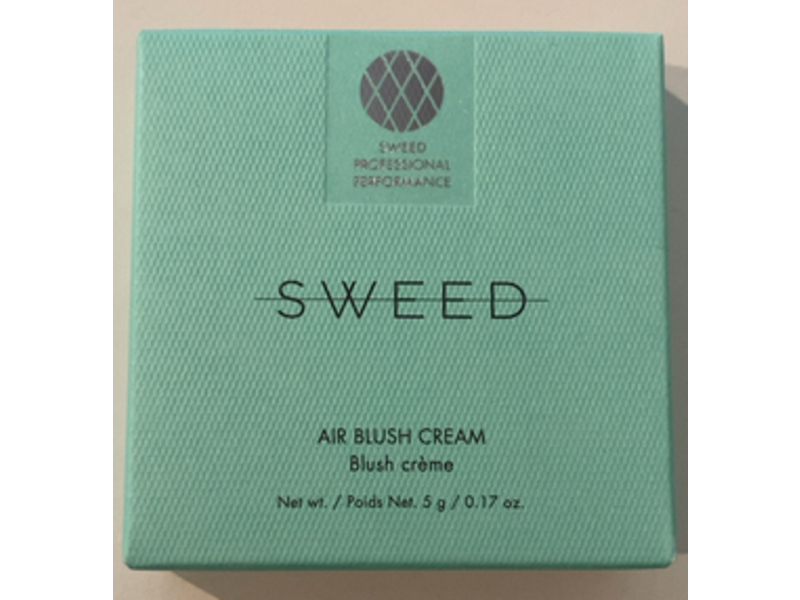 SWEED
PROFESSIONAL
PERFORMANCE
SWEED
AIR BLUSH CREAM
Blush crème
Net wt. / Poids Net. 5 g / 0.17 oz.